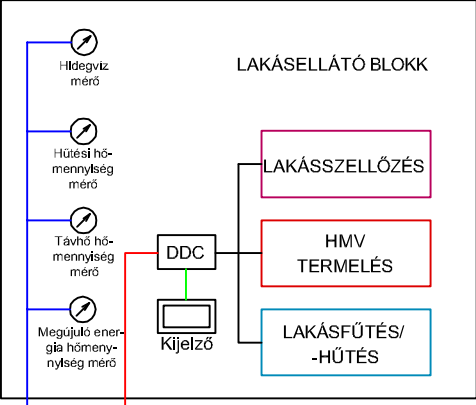 LAKÁSELLÁTÓ BLOKK
HIdegvíz
mérő
Hűtési hő-
mennyiség
mérő
Távhő hő-
mennyiség
mérő
Megújuló ener-
gia hőmeny-
nyiség mérő
DDC
Kijelző
LAKÁSSZELLŐZÉS
HMV
TERMELÉS
LAKÁSFŰTÉS/
-HŰTÉS